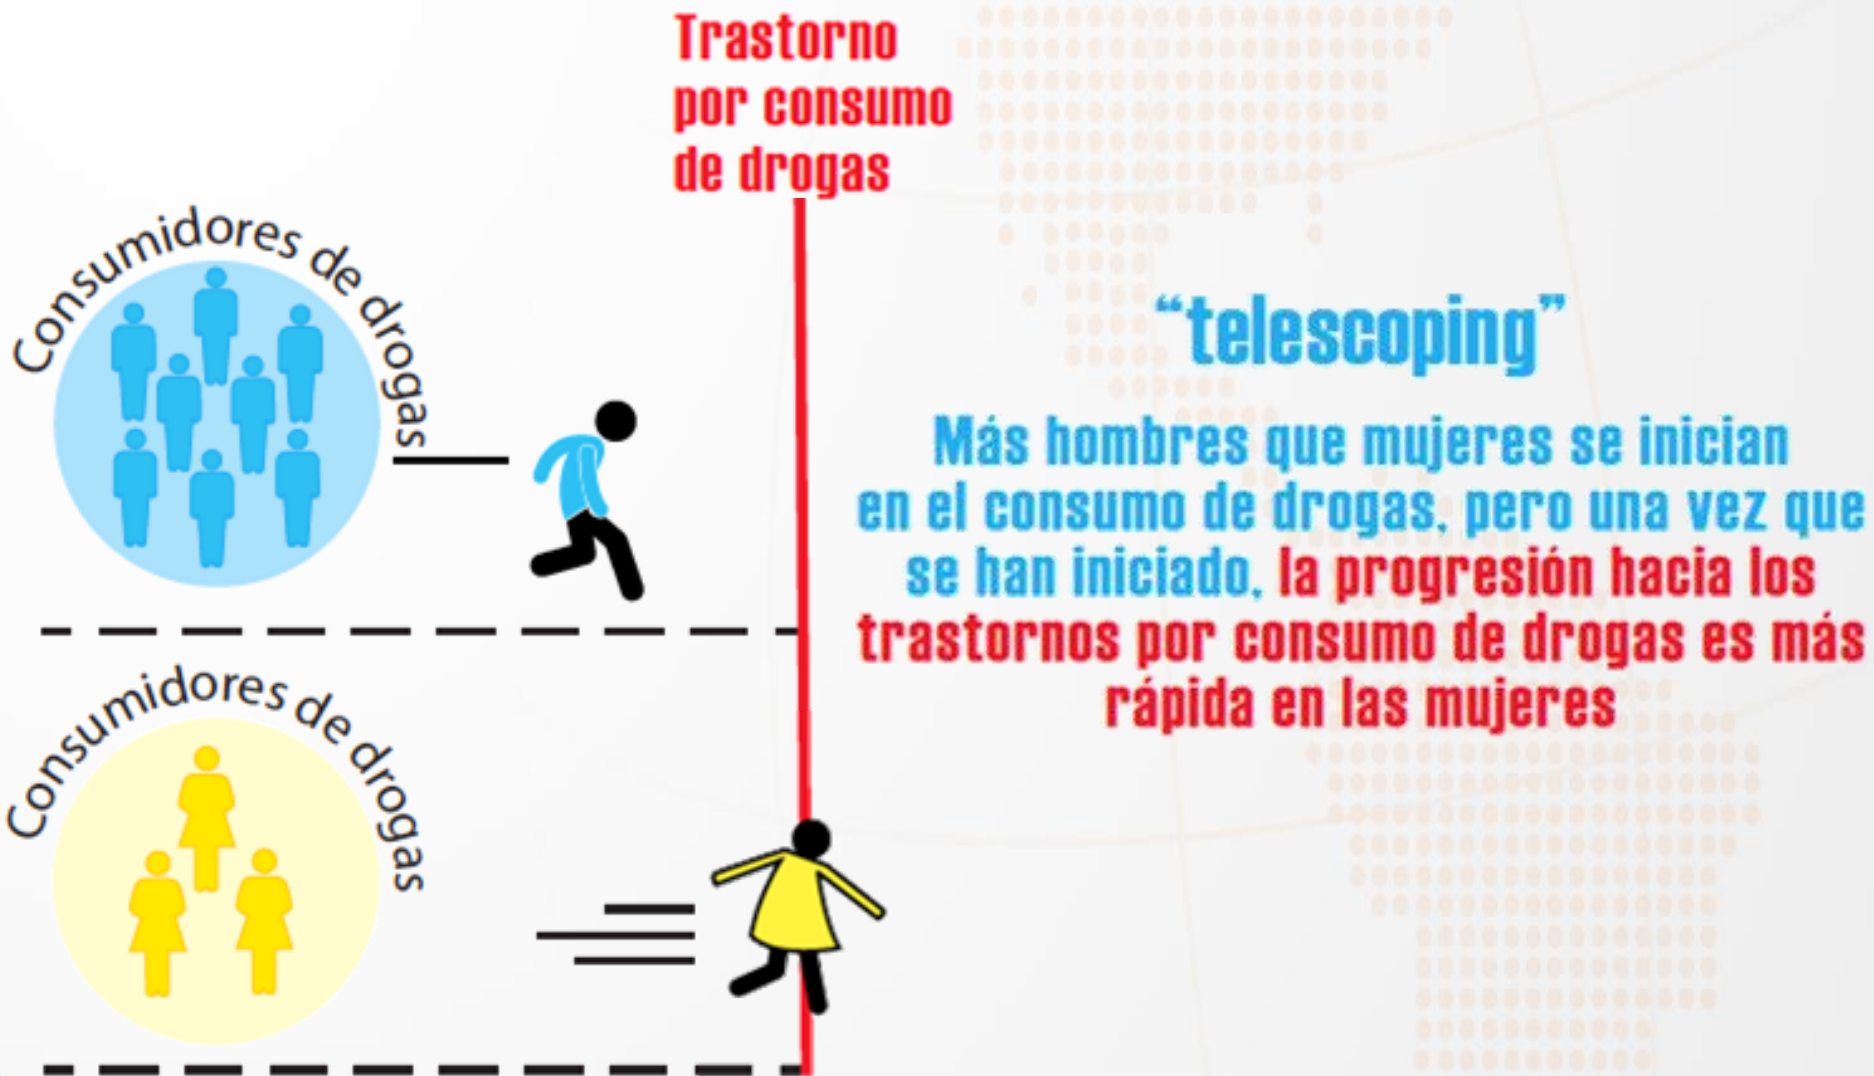 Trastorno
por consumo
de drogas
Consumidores de drogas
“telescoping”
Más hombres que mujeres se inician
en el consumo de drogas, pero una vez que
se han iniciado, la progresión hacia los
trastornos por consumo de drogas es más
rápida en las mujeres
Consumidores de drogas